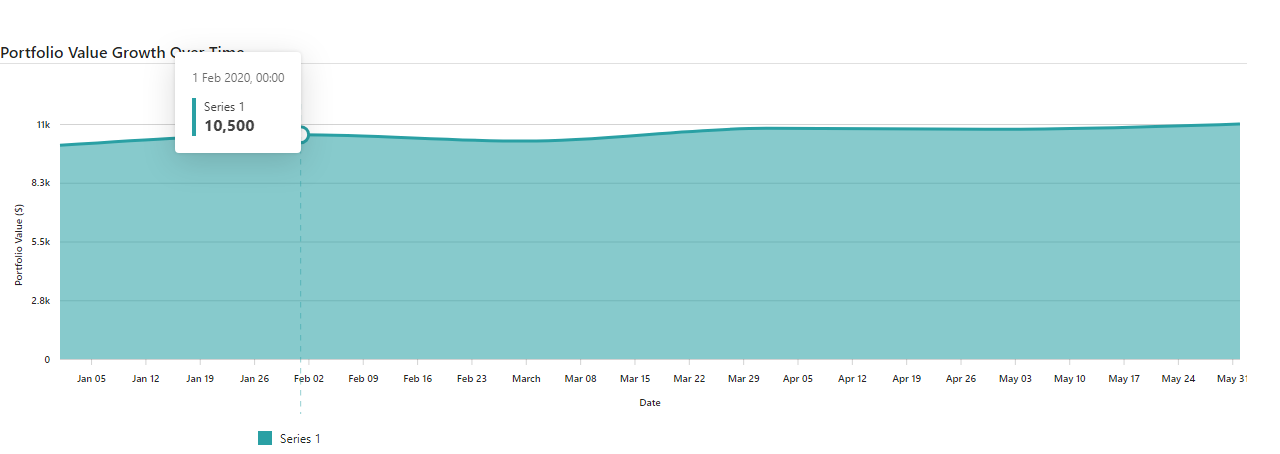 Portfolio Value Growth Over Time
1 Feb 2020, 00:00
Series 1
10,500
11k
8.3k
5.5k
2.8k
0
Portfolio Value ($)
Jan 05 Jan 12 Jan 19 Jan 26 Feb 02 Feb 09 Feb 16 Feb 23 March Mar 08 Mar 15 Mar 22 Mar 29 Apr 05 Apr 12 Apr 19 Apr 26 May 03 May 10 May 17 May 24 May 31
Date
Series 1